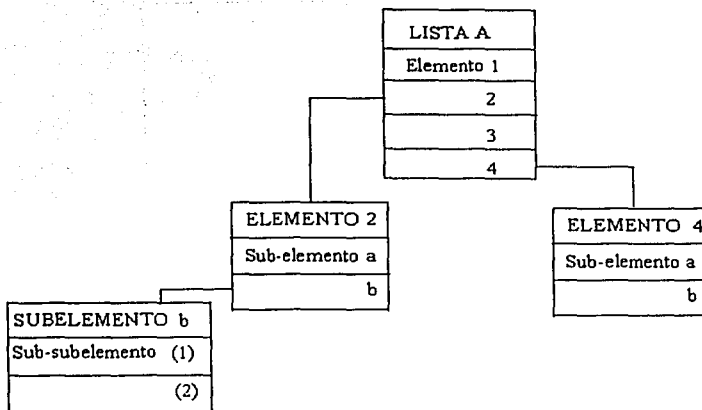 LISTA A
Elemento 1
2
3
4
ELEMENTO 2
Sub-elemento a
b
ELEMENTO 4
Sub-elemento a
b
SUBELEMENTO b
Sub-subelemento (1)
(2)